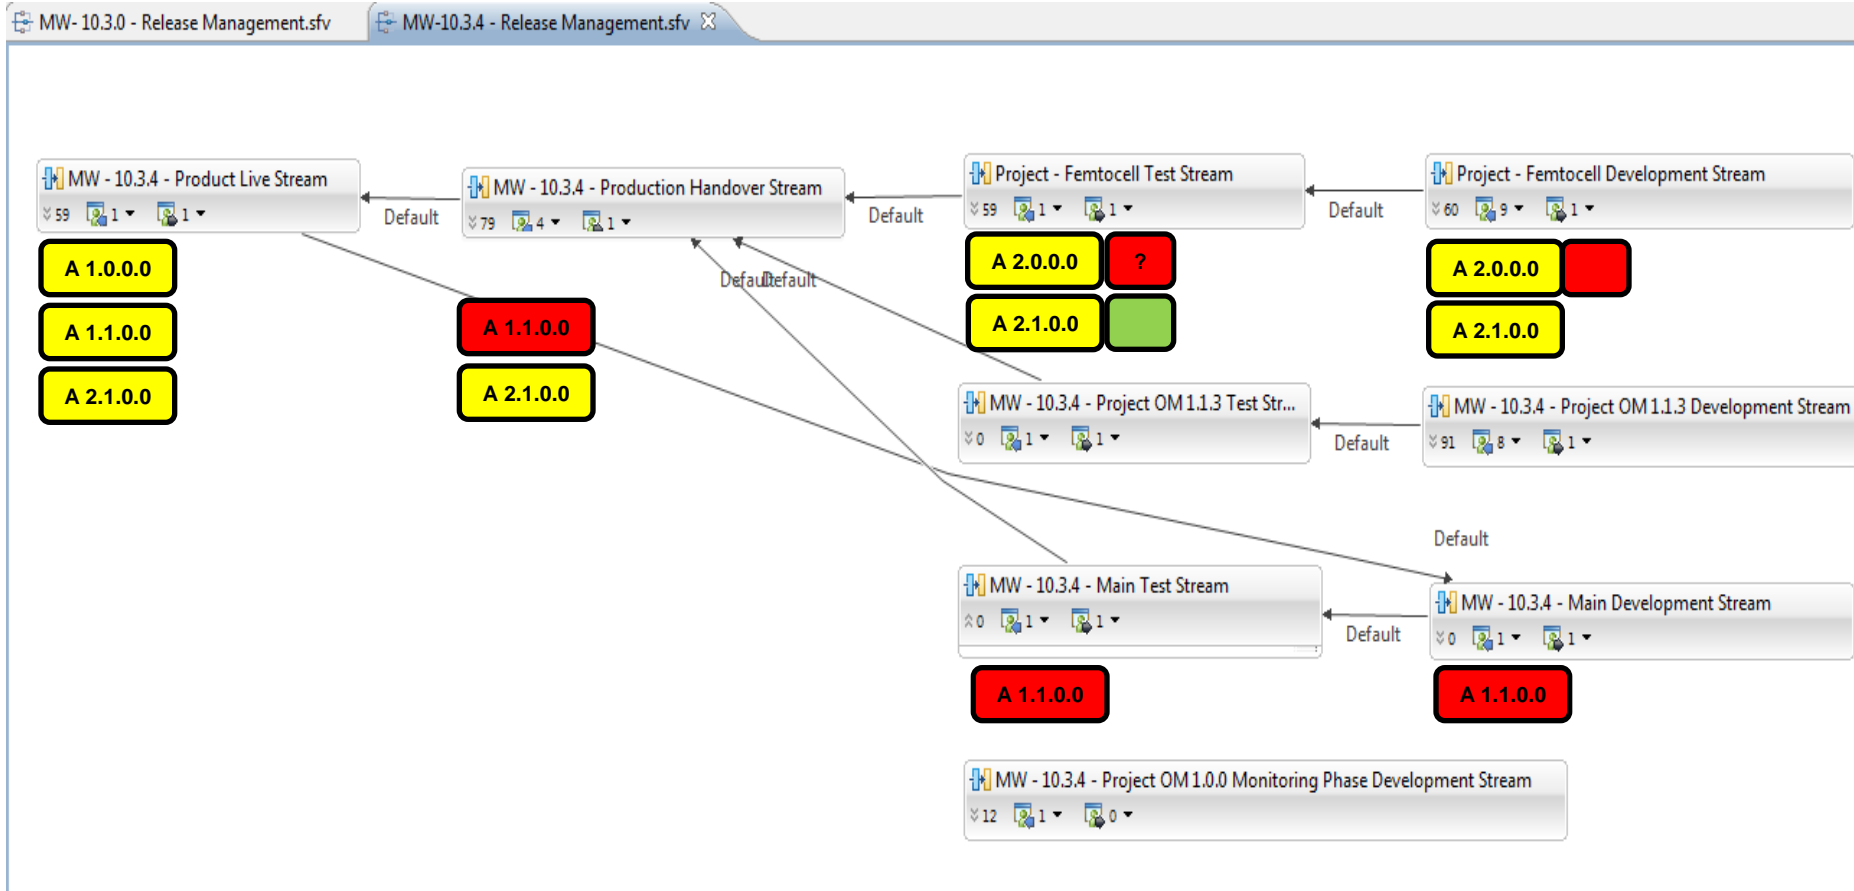 MW- 10.3.0 - Release Management.sfv
MW-10.3.4 - Release Management.sfv
MW - 10.3.4 - Product Live Stream
59 1 1
Default
MW - 10.3.4 - Production Handover Stream
79 4 1
Default
Project - Femtocell Test Stream
59 1 1
Default
Project - Femtocell Development Stream
60 9 1
A 1.0.0.0
A 1.1.0.0
A 2.1.0.0
A 1.1.0.0
A 2.1.0.0
Default
Default
A 2.0.0.0
?
A 2.1.0.0
A 2.0.0.0
A 2.1.0.0
MW - 10.3.4 - Project OM 1.1.3 Test Str...
0 1 1
Default
MW - 10.3.4 - Project OM 1.1.3 Development Stream
91 8 1
Default
MW - 10.3.4 - Main Test Stream
0 1 1
Default
MW - 10.3.4 - Main Development Stream
0 1 1
A 1.1.0.0
A 1.1.0.0
MW - 10.3.4 - Project OM 1.0.0 Monitoring Phase Development Stream
12 1 0